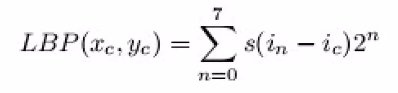 LBP(x_c, y_c) = \sum_{n=0}^{7} s(i_n - i_c)2^n